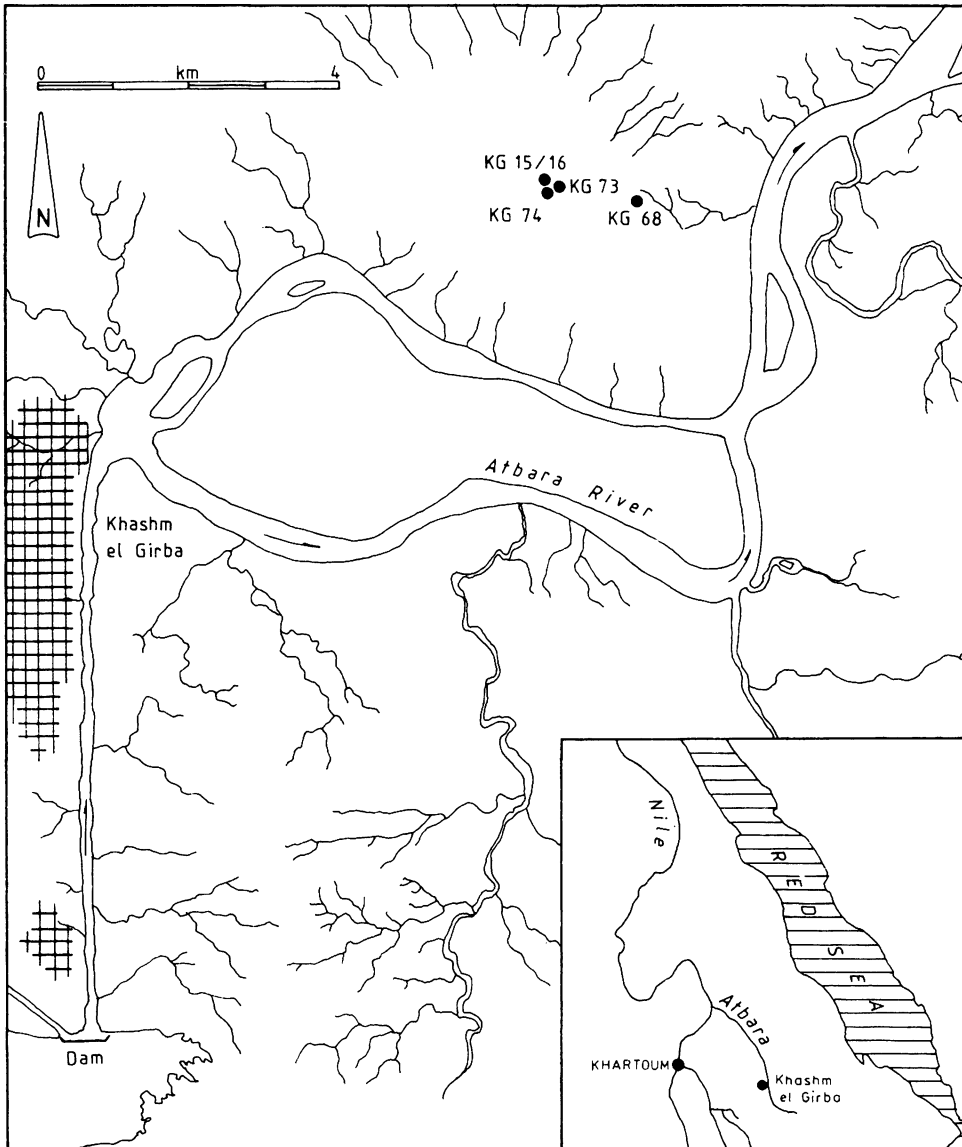 0 km 4
N
KG 15/16
KG 73
KG 74
KG 68
Atbara River
Khashm
el Girba
Dam
Nile
RED SEA
Atbara
KHARTOUM
Khashm
el Girba